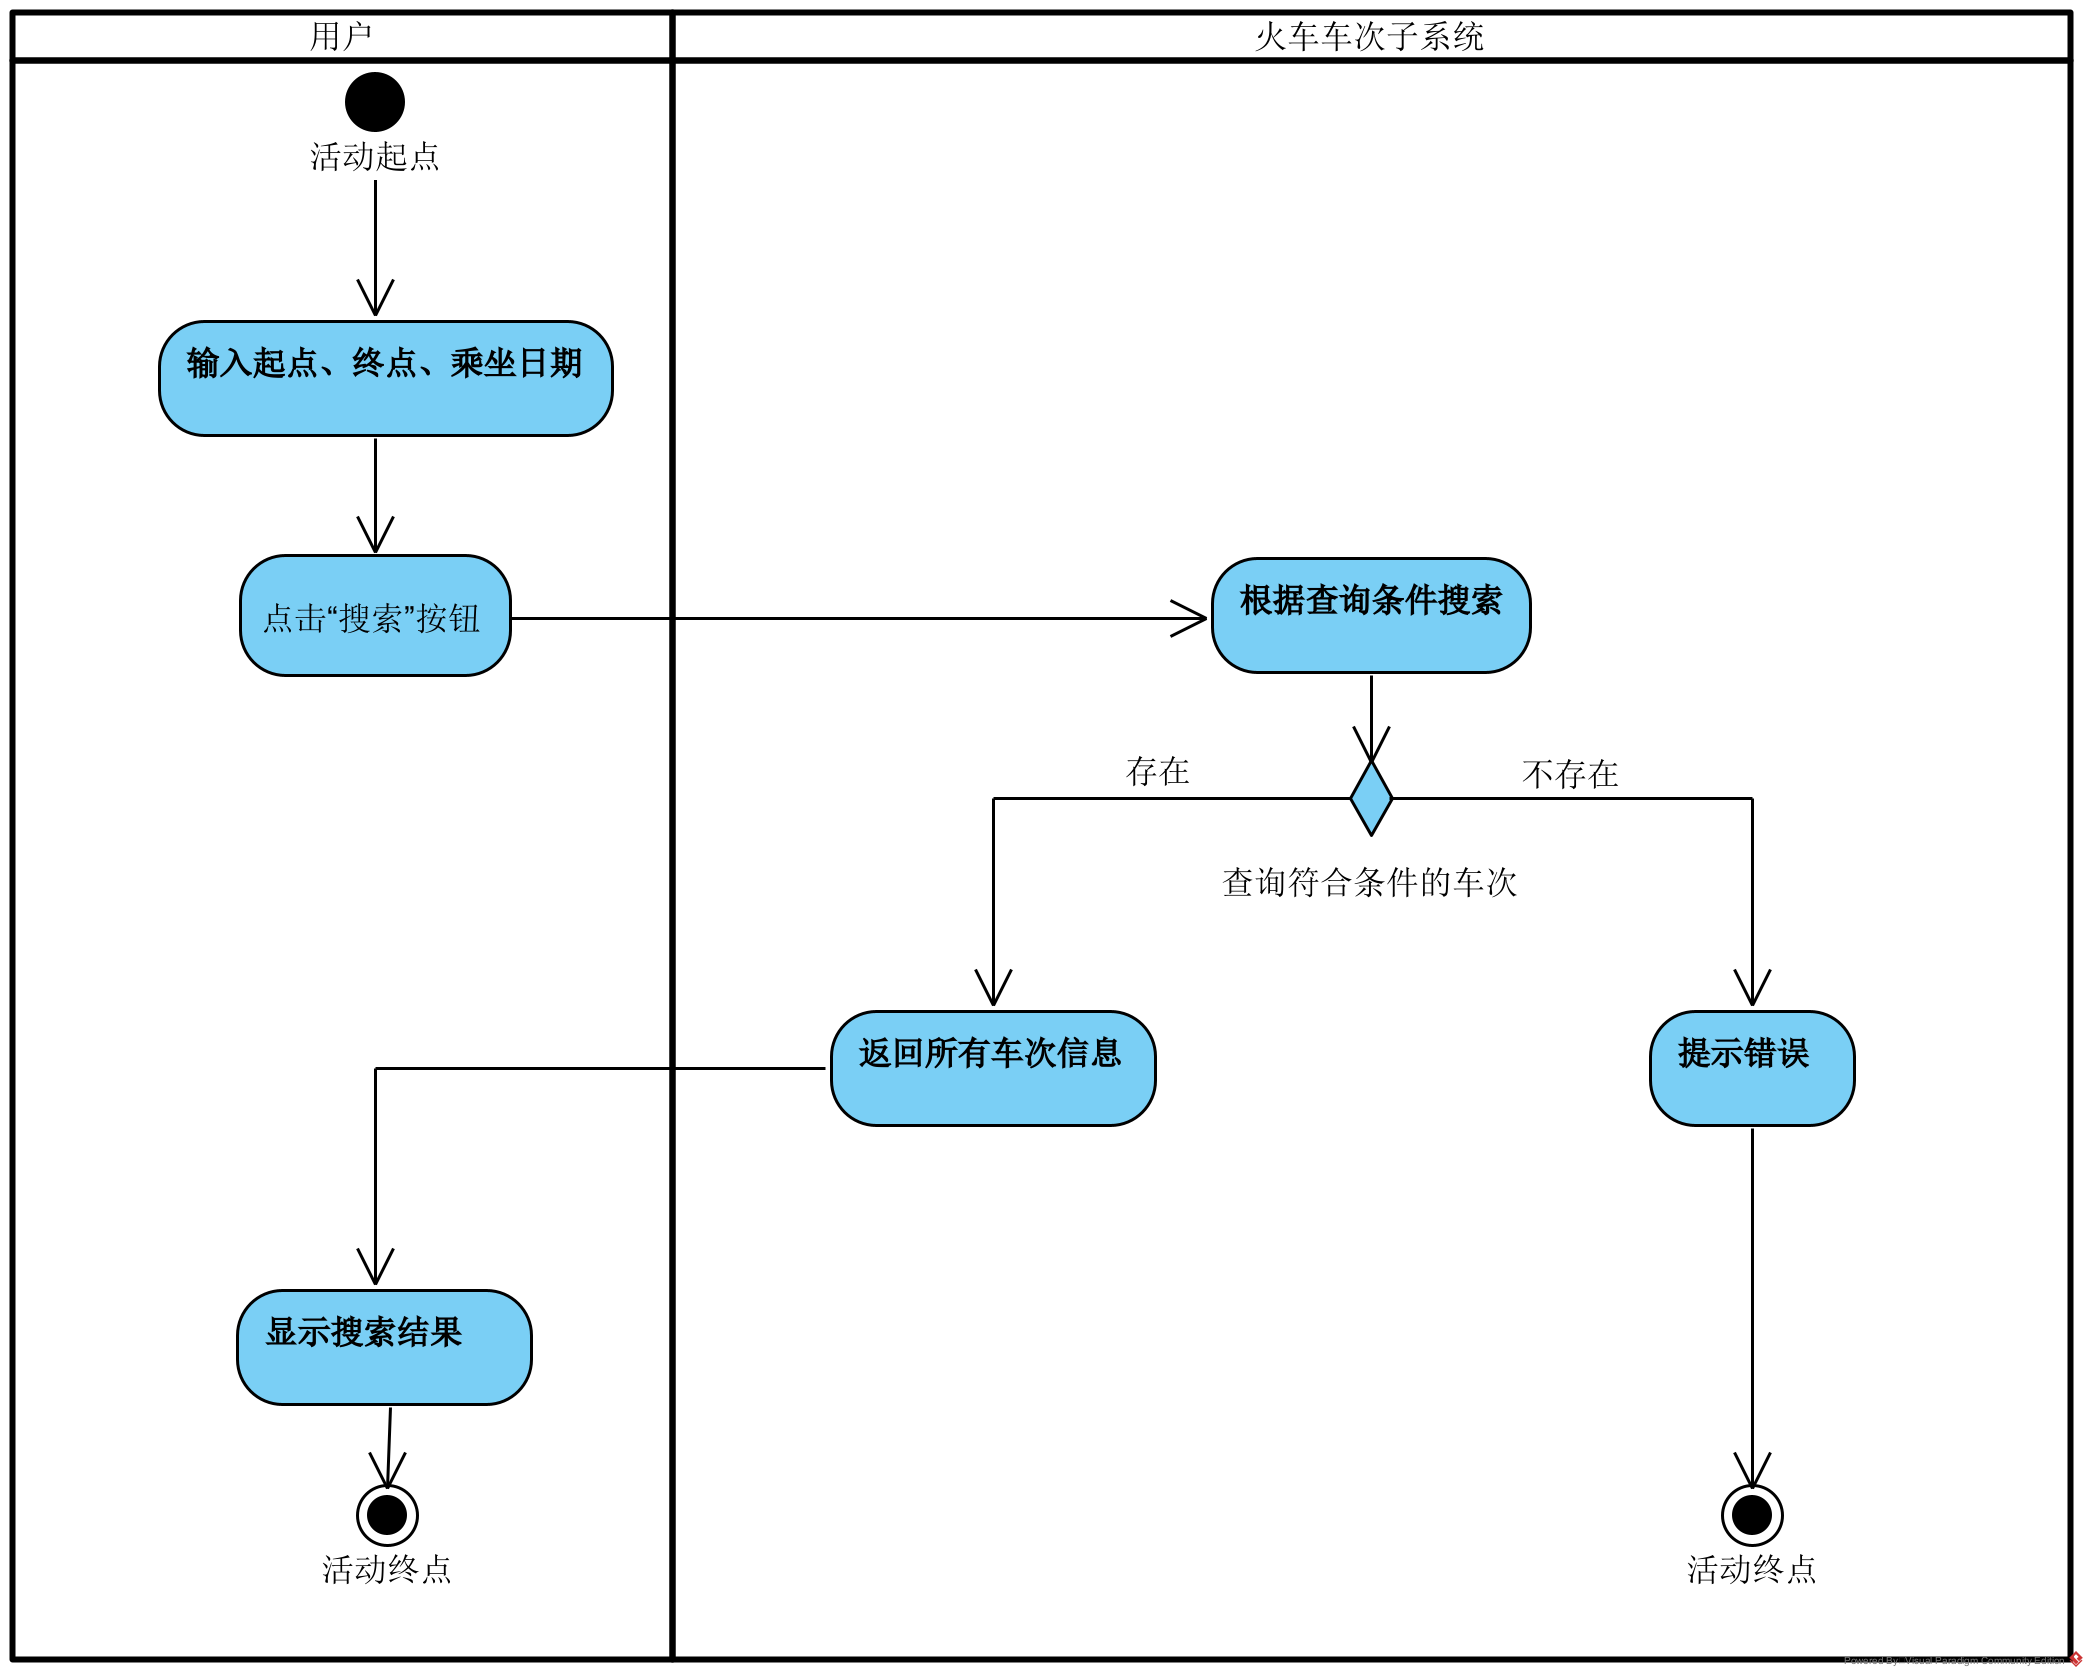 用户
火车车次子系统
活动起点
输入起点、终点、乘坐日期
点击“搜索”按钮
根据查询条件搜索
存在
不存在
查询符合条件的车次
返回所有车次信息
提示错误
显示搜索结果
活动终点
活动终点
Powered By Visual Paradigm Community Edition